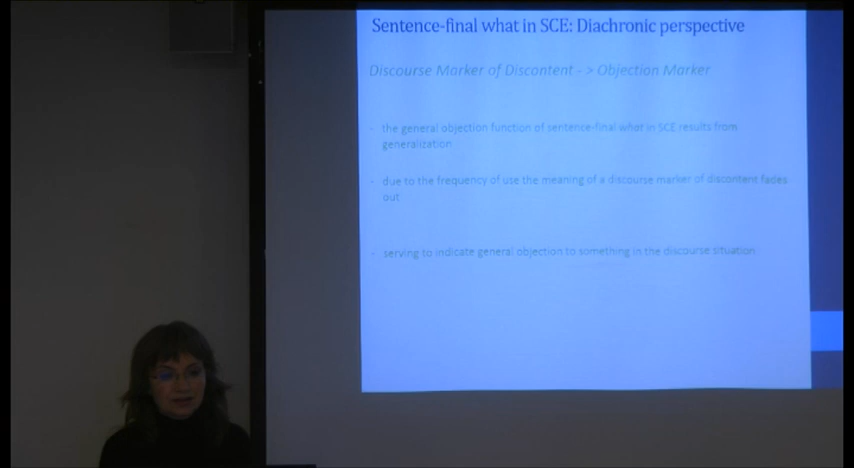 Sentence-final what in SCE: Diachronic perspective
Discourse Marker of Discontent - > Objection Marker
- the general objection function of sentence-final what in SCE results from
generalization
- due to the frequency of use the meaning of a discourse marker of discontent fades
out
- serving to indicate general objection to something in the discourse situation